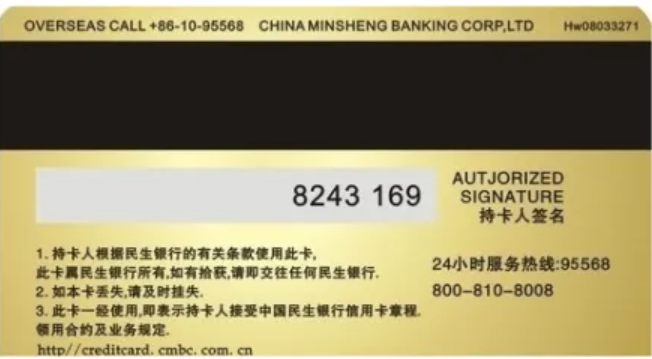 OVERSEAS CALL +86-10-95568 CHINA MINSHENG BANKING CORP,LTD Hw08033271
8243 169
AUTJORIZED
SIGNATURE
持卡人签名
1. 持卡人根据民生银行的有关条款使用此卡,
此卡属民生银行所有,如有拾获,请即交往任何民生银行.
2. 如本卡丢失,请及时挂失.
3. 此卡一经使用,即表示持卡人接受中国民生银行信用卡章程.
领用合约及业务规定.
http//creditcard. cmbc. com. cn
24小时服务热线:95568
800-810-8008